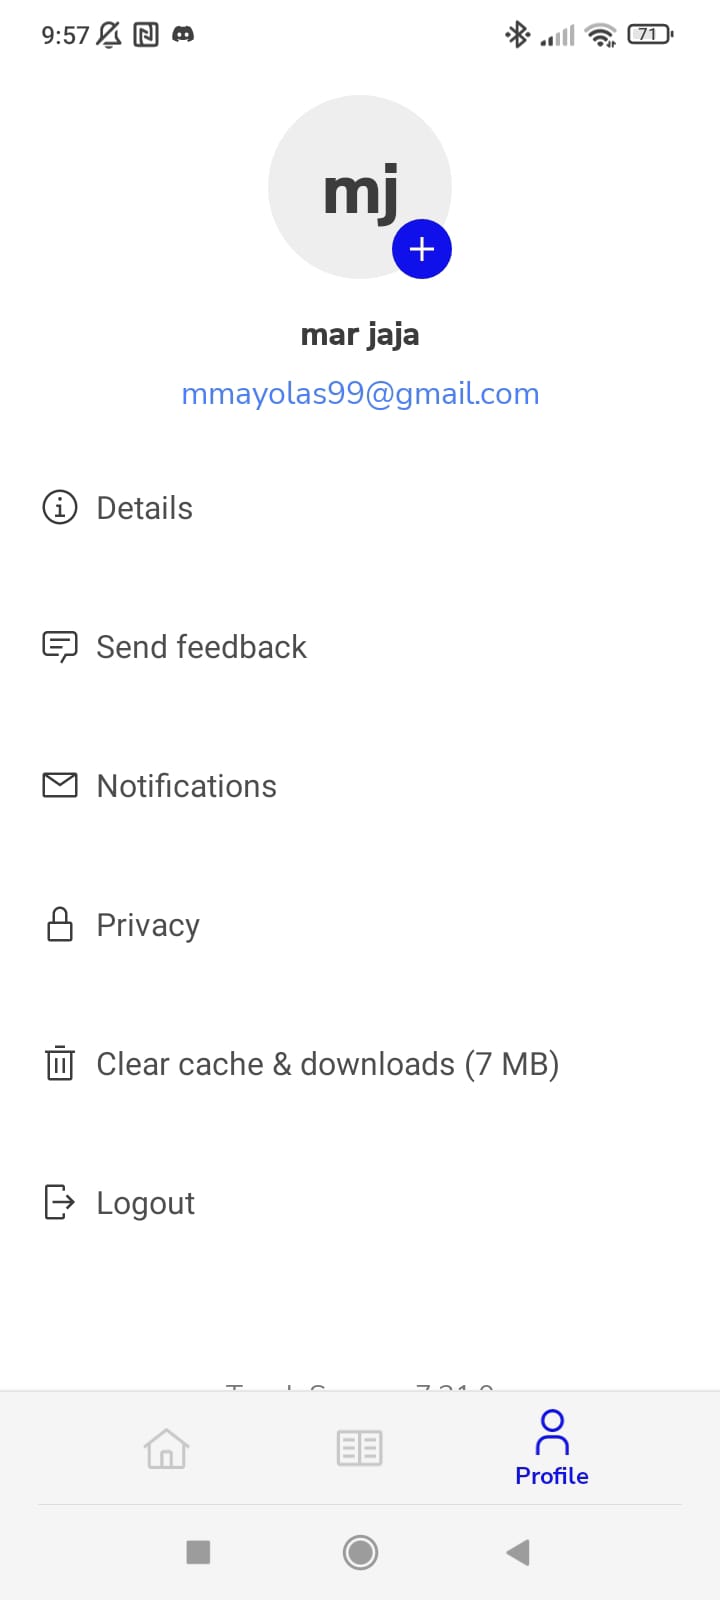 9:57
71
mj
mar jaja
mmayolas99@gmail.com
Details
Send feedback
Notifications
Privacy
Clear cache & downloads (7 MB)
Logout
Profile